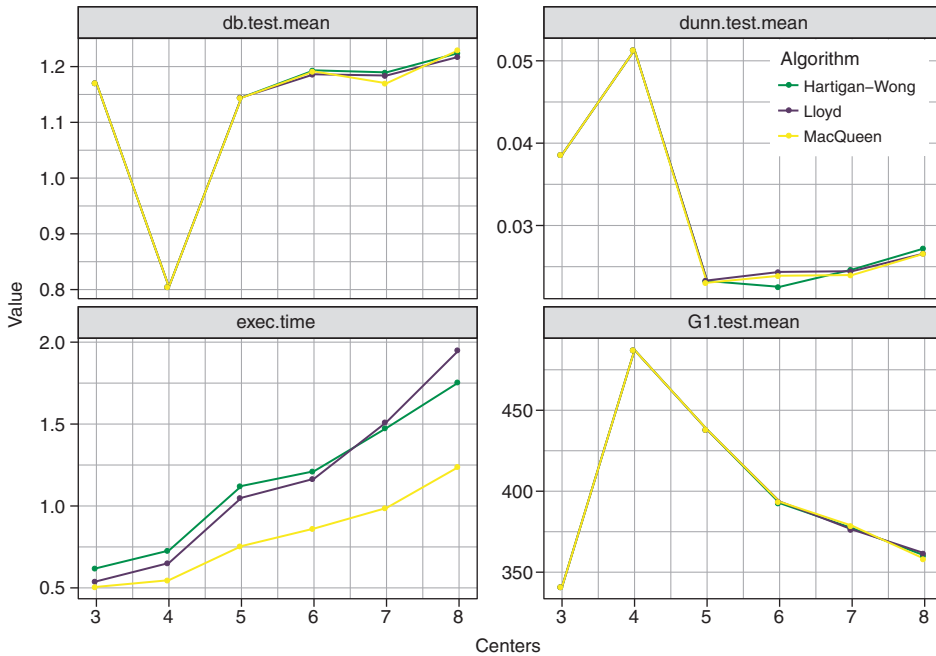 db.test.mean
dunn.test.mean
1.2
1.1
1.0
0.9
0.8
0.05
0.04
0.03
Algorithm
Hartigan–Wong
Lloyd
MacQueen
Value
exec.time
G1.test.mean
2.0
1.5
1.0
0.5
450
400
350
3 4 5 6 7 8
3 4 5 6 7 8
Centers